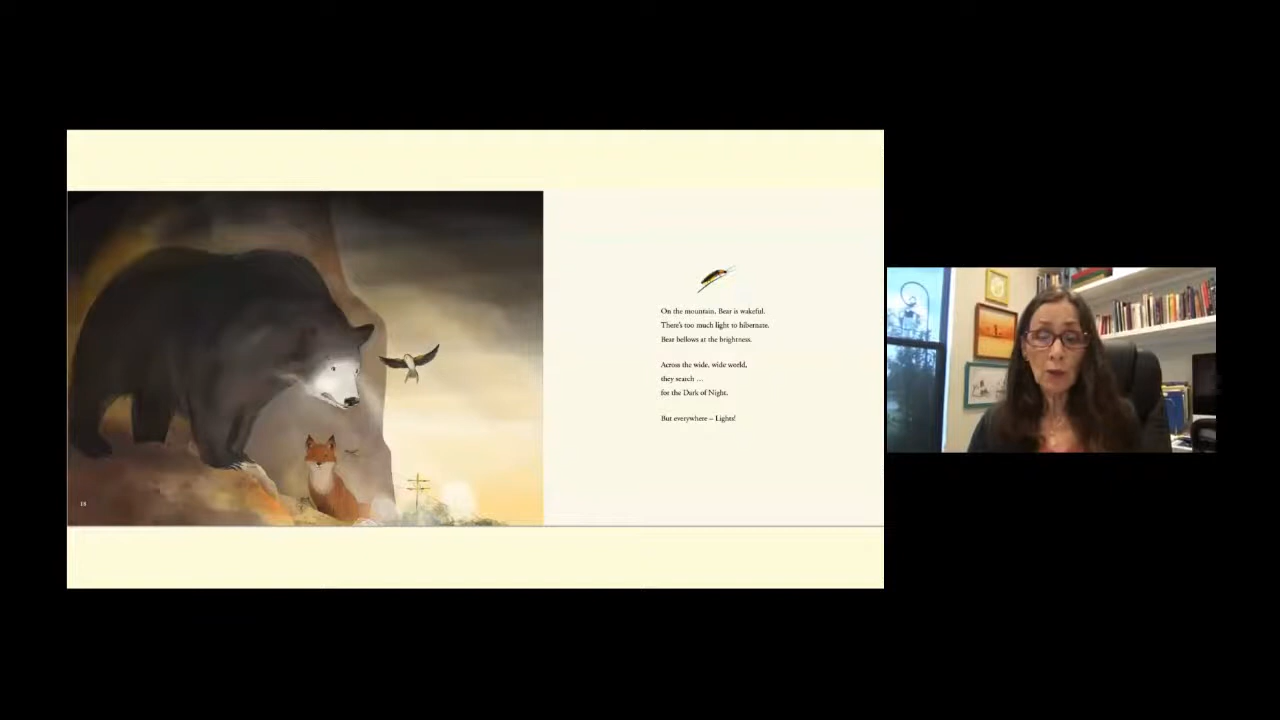 On the mountain, Bear is wakeful.
There's too much light to hibernate.
Bear bellows at the brightness.
Across the wide, wide world,
they search ...
for the Dark of Night.
But everywhere – Lights!
18